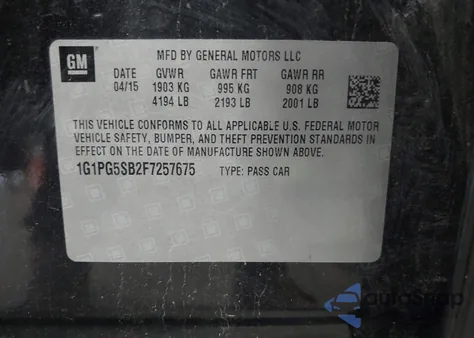 GM
MFD BY GENERAL MOTORS LLC
DATE GVWR GAWR FRT GAWR RR
04/15 1903 KG 995 KG 908 KG
4194 LB 2193 LB 2001 LB
THIS VEHICLE CONFORMS TO ALL APPLICABLE U.S. FEDERAL MOTOR
VEHICLE SAFETY, BUMPER, AND THEFT PREVENTION STANDARDS IN
EFFECT ON THE DATE OF MANUFACTURE SHOWN ABOVE.
1G1PG5SB2F7257675 TYPE: PASS CAR
autosnap